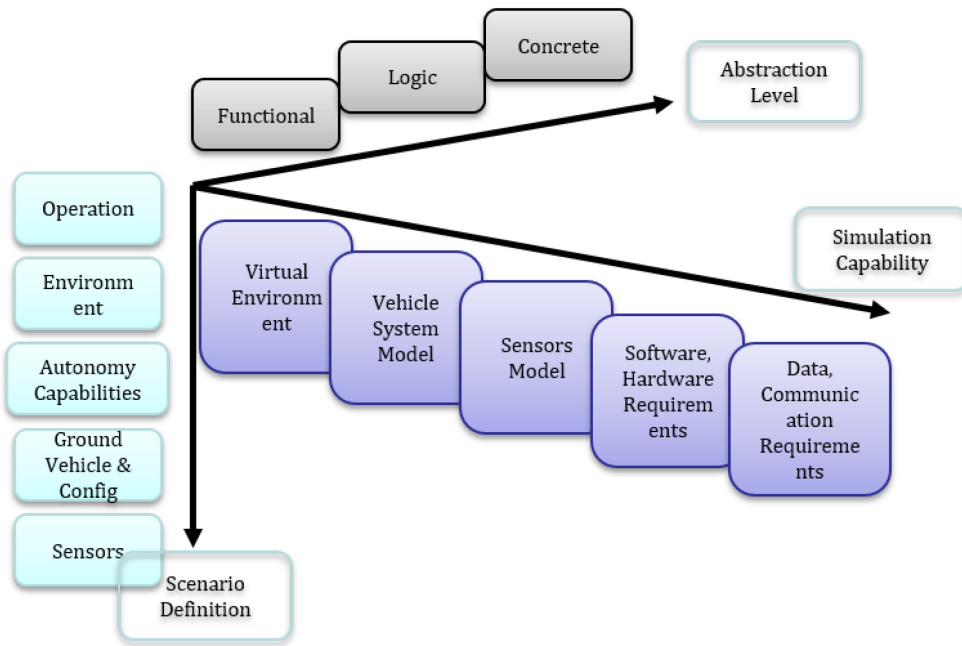 Concrete
Logic
Functional
Abstraction
Level
Operation
Environm
ent
Autonomy
Capabilities
Ground
Vehicle &
Config
Sensors
Scenario
Definition
Virtual
Environm
ent
Vehicle
System
Model
Sensors
Model
Software,
Hardware
Requirem
ents
Data,
Communic
ation
Requireme
nts
Simulation
Capability